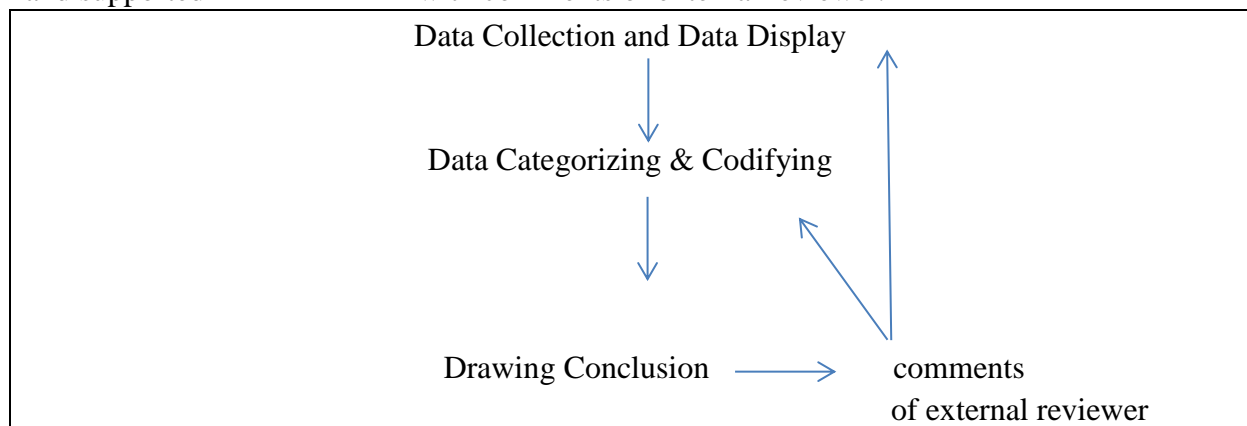 Data Collection and Data Display
Data Categorizing & Codifying
Drawing Conclusion comments
of external reviewer